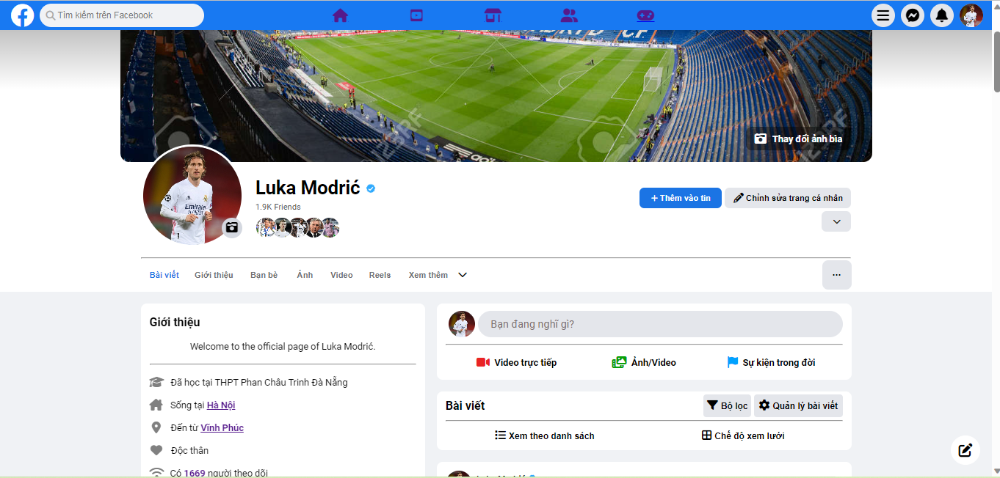 Tìm kiếm trên Facebook
Thay đổi ảnh bìa
Luka Modrić
1.9K Friends
Thêm vào tin
Chỉnh sửa trang cá nhân
Bài viết Giới thiệu Bạn bè Ảnh Video Reels Xem thêm
...
Giới thiệu
Welcome to the official page of Luka Modrić.
Đã học tại THPT Phan Châu Trinh Đà Nẵng
Sống tại Hà Nội
Đến từ Vĩnh Phúc
Độc thân
Có 1669 người theo dõi
Bạn đang nghĩ gì?
Video trực tiếp Ảnh/Video Sự kiện trong đời
Bài viết
Bộ lọc Quản lý bài viết
Xem theo danh sách Chế độ xem lưới